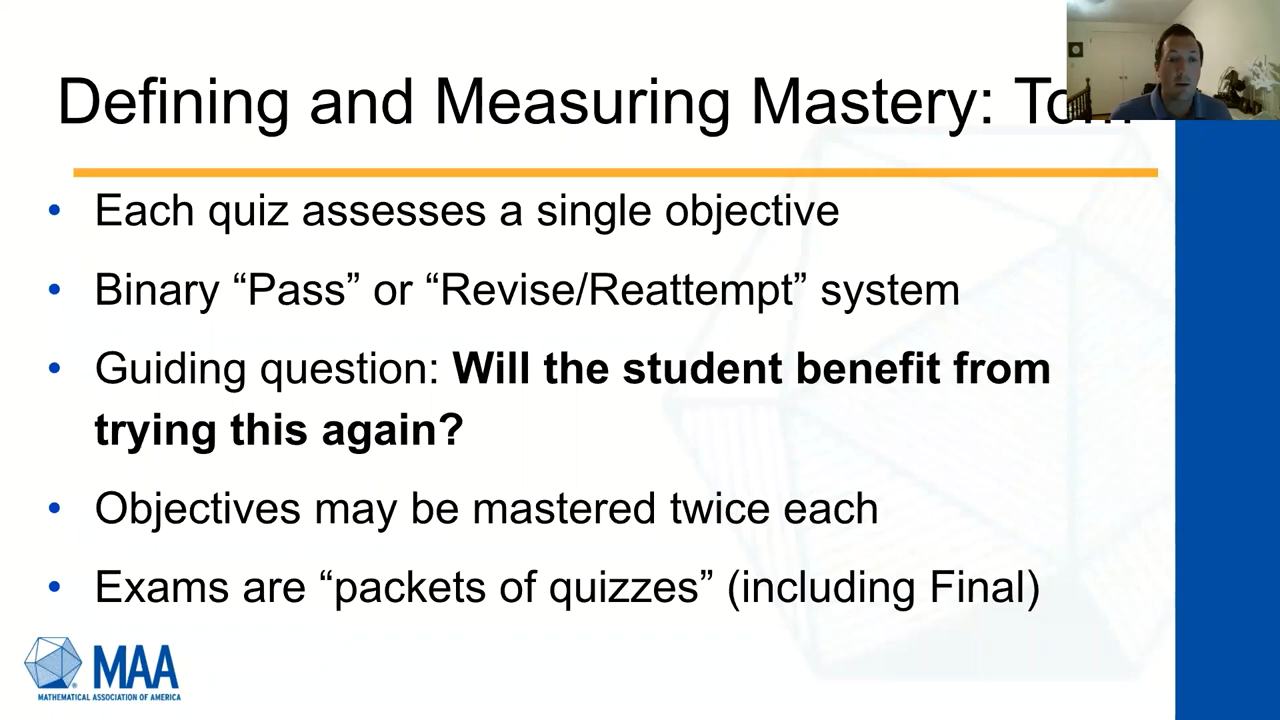 Defining and Measuring Mastery:
• Each quiz assesses a single objective
• Binary “Pass” or “Revise/Reattempt” system
• Guiding question: Will the student benefit from
trying this again?
• Objectives may be mastered twice each
• Exams are “packets of quizzes” (including Final)
MAA
MATHEMATICAL ASSOCIATION OF AMERICA